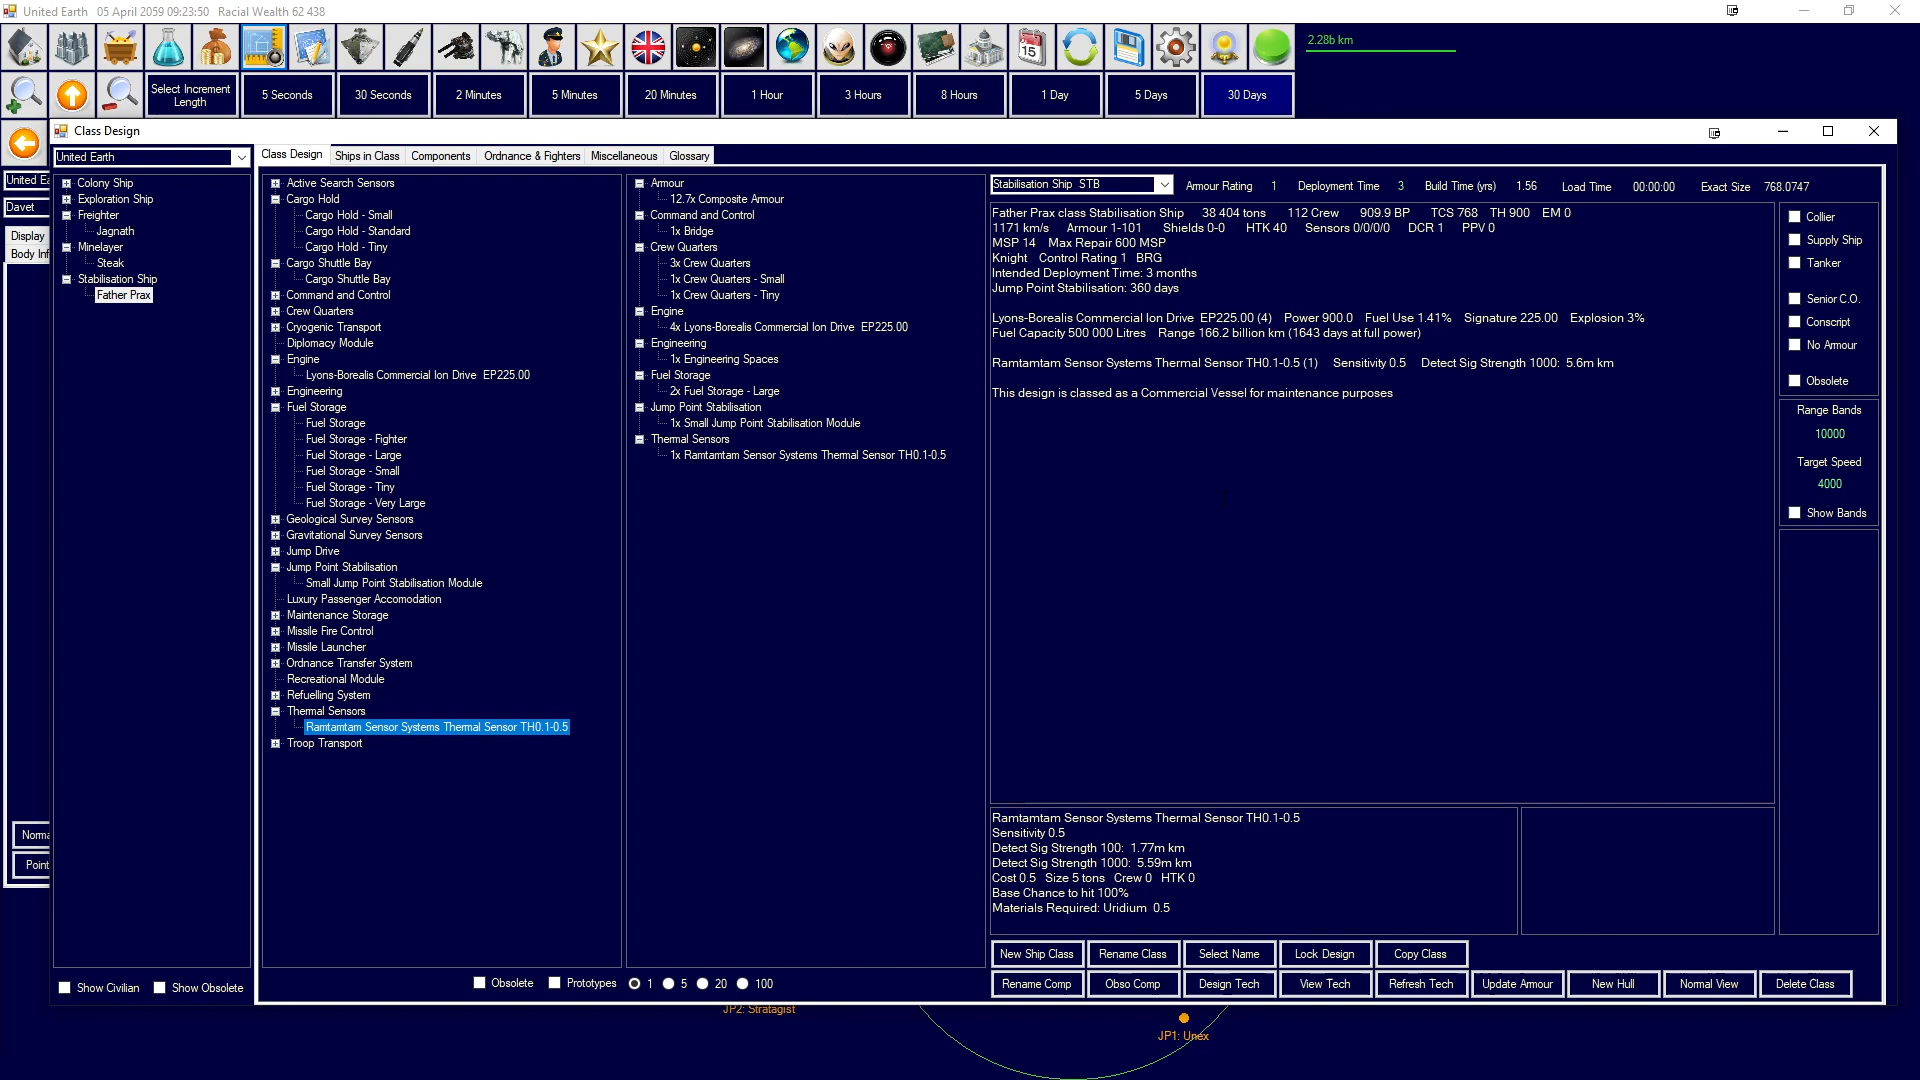 United Earth   05 April 2059 09:23:50   Racial Wealth 62 438
2.28b km
Select Increment Length
5 Seconds
30 Seconds
2 Minutes
5 Minutes
20 Minutes
1 Hour
3 Hours
8 Hours
1 Day
5 Days
30 Days
Class Design
United Earth
Class Design
Ships in Class
Components
Ordnance & Fighters
Miscellaneous
Glossary
United Ea
Davet
Display
Body Inf
Norma
Point
Colony Ship
Exploration Ship
Freighter
Jagnath
Minelayer
Steak
Stabilisation Ship
Father Prax
Show Civilian
Show Obsolete
Active Search Sensors
Cargo Hold
Cargo Hold - Small
Cargo Hold - Standard
Cargo Hold - Tiny
Cargo Shuttle Bay
Cargo Shuttle Bay
Command and Control
Crew Quarters
Cryogenic Transport
Diplomacy Module
Engine
Lyons-Borealis Commercial Ion Drive  EP225.00
Engineering
Fuel Storage
Fuel Storage
Fuel Storage - Fighter
Fuel Storage - Large
Fuel Storage - Small
Fuel Storage - Tiny
Fuel Storage - Very Large
Geological Survey Sensors
Gravitational Survey Sensors
Jump Drive
Jump Point Stabilisation
Small Jump Point Stabilisation Module
Luxury Passenger Accomodation
Maintenance Storage
Missile Fire Control
Missile Launcher
Ordnance Transfer System
Recreational Module
Refuelling System
Thermal Sensors
Ramtamtam Sensor Systems Thermal Sensor TH0.1-0.5
Troop Transport
Obsolete
Prototypes
1
5
20
100
Armour
12.7x Composite Armour
Command and Control
1x Bridge
Crew Quarters
3x Crew Quarters
1x Crew Quarters - Small
1x Crew Quarters - Tiny
Engine
4x Lyons-Borealis Commercial Ion Drive  EP225.00
Engineering
1x Engineering Spaces
Fuel Storage
2x Fuel Storage - Large
Jump Point Stabilisation
1x Small Jump Point Stabilisation Module
Thermal Sensors
1x Ramtamtam Sensor Systems Thermal Sensor TH0.1-0.5
Stabilisation Ship  STB
Armour Rating   1   Deployment Time   3   Build Time (yrs)   1.56   Load Time   00:00:00   Exact Size   768.0747
Father Prax class Stabilisation Ship   38 404 tons   112 Crew   909.9 BP   TCS 768   TH 900   EM 0
1171 km/s   Armour 1-101   Shields 0-0   HTK 40   Sensors 0/0/0/0   DCR 1   PPV 0
MSP 14   Max Repair 600 MSP
Knight   Control Rating 1   BRG
Intended Deployment Time: 3 months
Jump Point Stabilisation: 360 days
Lyons-Borealis Commercial Ion Drive  EP225.00 (4)   Power 900.0   Fuel Use 1.41%   Signature 225.00   Explosion 3%
Fuel Capacity 500 000 Litres   Range 166.2 billion km (1643 days at full power)
Ramtamtam Sensor Systems Thermal Sensor TH0.1-0.5 (1)   Sensitivity 0.5   Detect Sig Strength 1000:  5.6m km
This design is classed as a Commercial Vessel for maintenance purposes
Collier
Supply Ship
Tanker
Senior C.O.
Conscript
No Armour
Obsolete
Range Bands
10000
Target Speed
4000
Show Bands
Ramtamtam Sensor Systems Thermal Sensor TH0.1-0.5
Sensitivity 0.5
Detect Sig Strength 100:  1.77m km
Detect Sig Strength 1000:  5.59m km
Cost 0.5   Size 5 tons   Crew 0   HTK 0
Base Chance to hit 100%
Materials Required: Uridium  0.5
New Ship Class
Rename Class
Select Name
Lock Design
Copy Class
Rename Comp
Obso Comp
Design Tech
View Tech
Refresh Tech
Update Armour
New Hull
Normal View
Delete Class
JP2: Stratagist
JP1: Unex
15